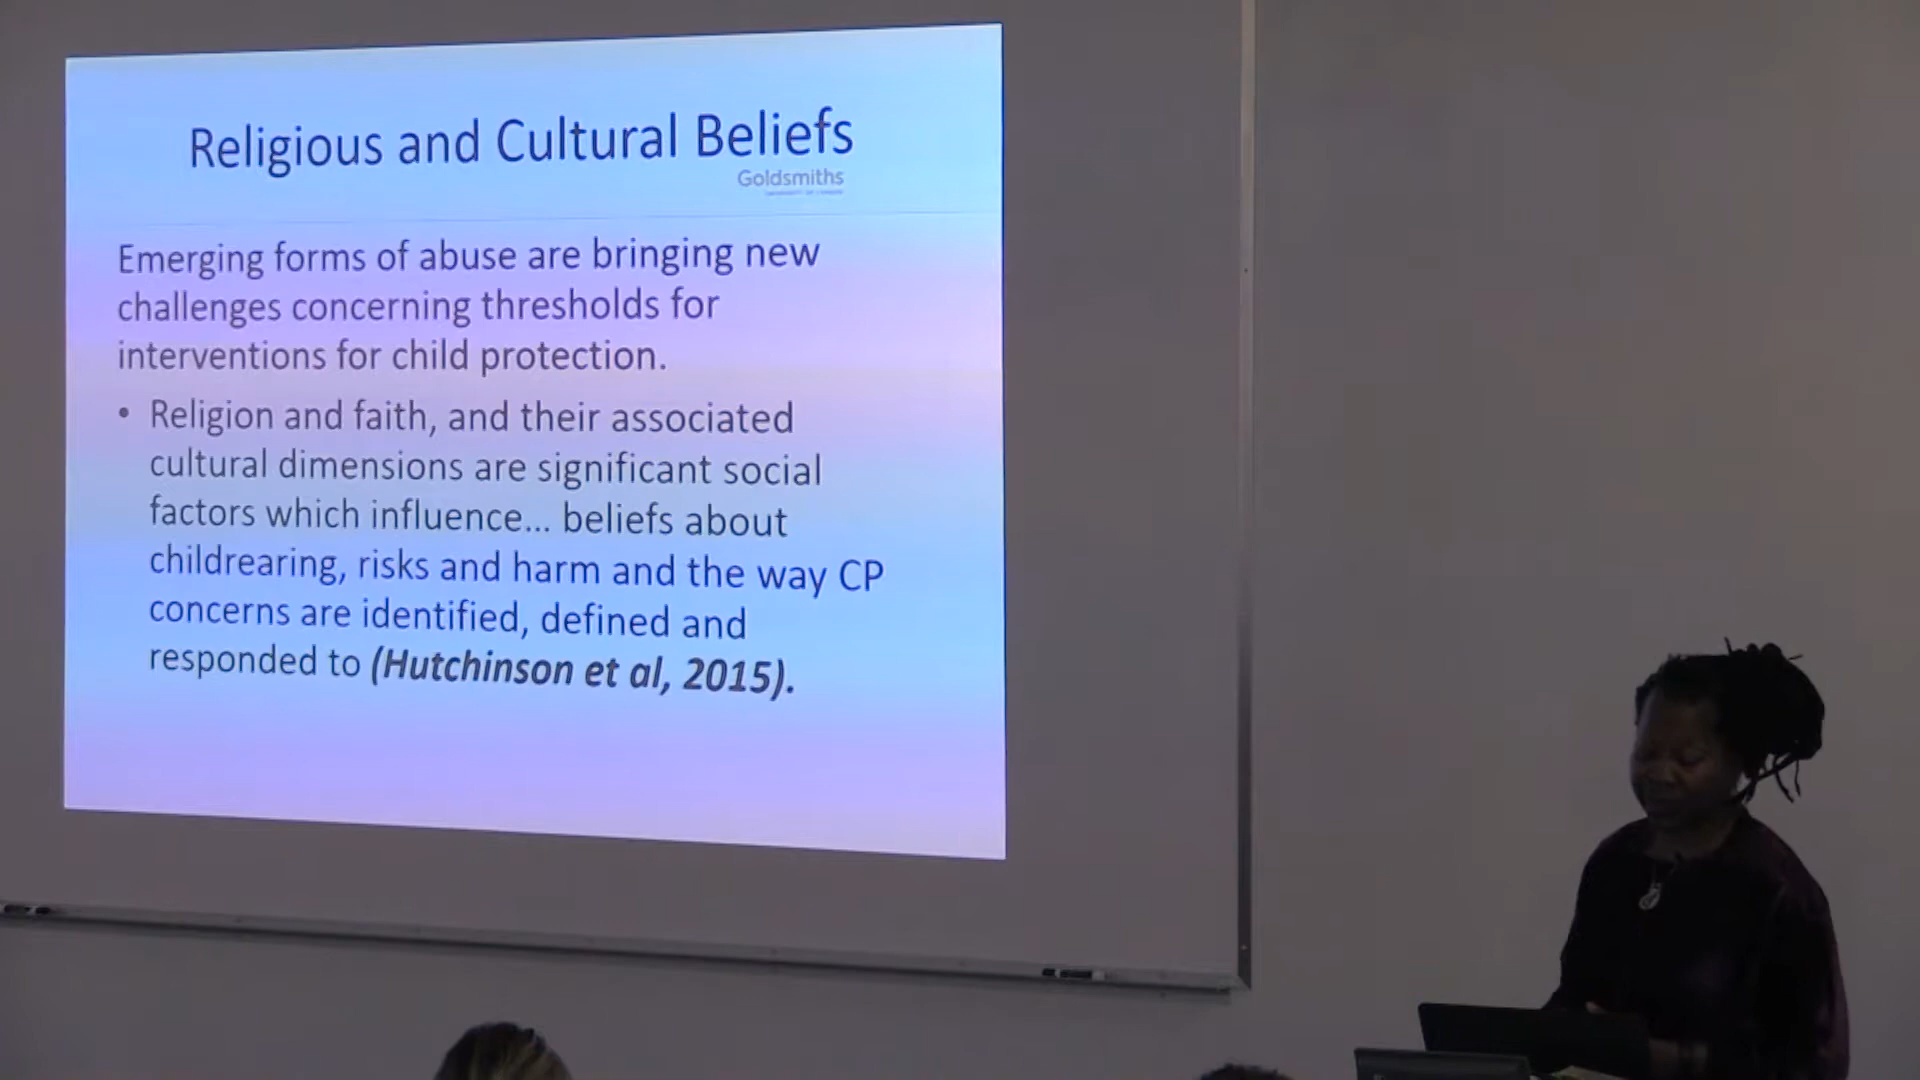 Religious and Cultural Beliefs
Goldsmiths
Emerging forms of abuse are bringing new
challenges concerning thresholds for
interventions for child protection.
• Religion and faith, and their associated
cultural dimensions are significant social
factors which influence... beliefs about
childrearing, risks and harm and the way CP
concerns are identified, defined and
responded to (Hutchinson et al, 2015).